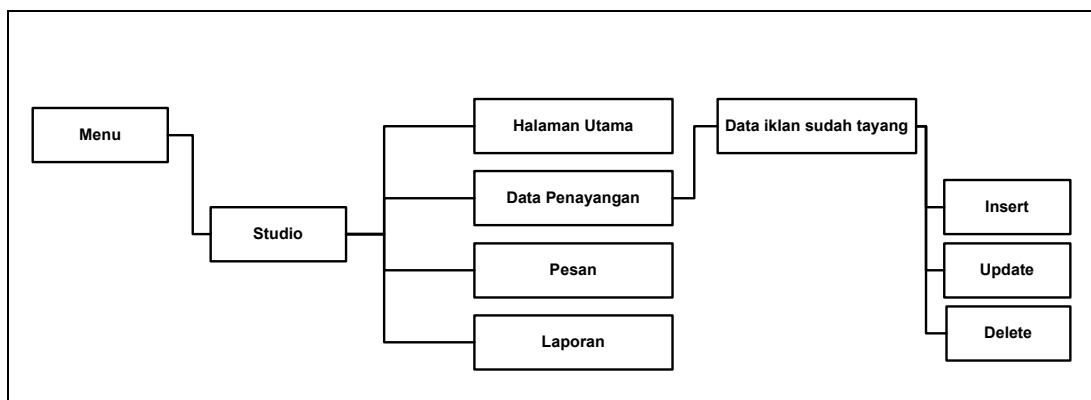 Menu
Studio
Halaman Utama
Data Penayangan
Pesan
Laporan
Data iklan sudah tayang
Insert
Update
Delete